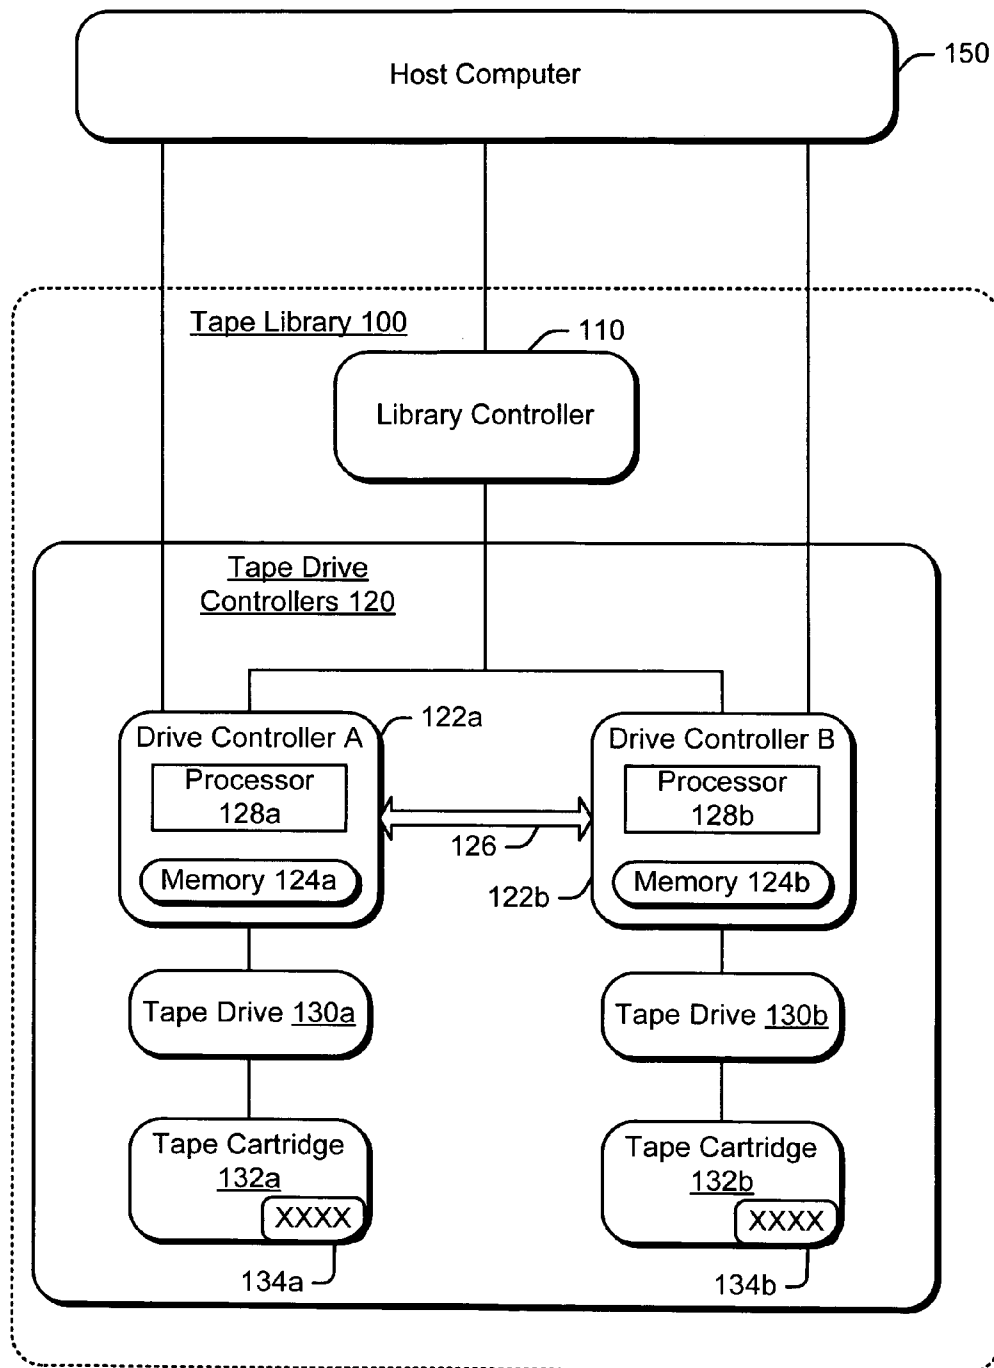 Host Computer
150
Tape Library 100
110
Library Controller
Tape Drive
Controllers 120
122a
Drive Controller A
Drive Controller B
Processor
128a
Processor
128b
126
Memory 124a
122b
Memory 124b
Tape Drive 130a
Tape Drive 130b
Tape Cartridge
132a
XXXX
Tape Cartridge
132b
XXXX
134a
134b